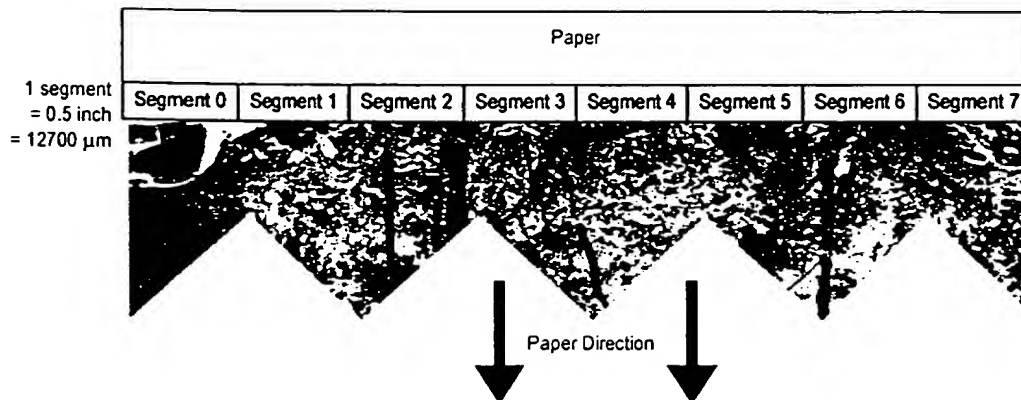 Paper
1 segment
= 0.5 inch
= 12700 µm
Segment 0 Segment 1 Segment 2 Segment 3 Segment 4 Segment 5 Segment 6 Segment 7
Paper Direction